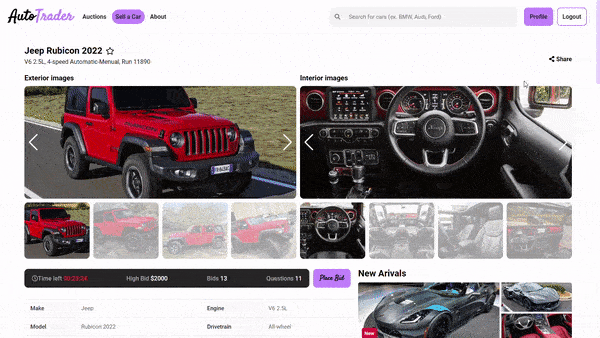 AutoTrader
Auctions
Sell a Car
About
Search for cars (ex. BMW, Audi, Ford)
Profile
Logout
Jeep Rubicon 2022
V6 2.5L, 4-speed Automatic-Menual, Run 11890
Share
Exterior images
Interior images
Time left
High Bid $2000
Bids 13
Questions 11
Place Bid
New Arivals
Make Jeep Engine V6 2.5L
Model Rubicon 2022 Drivetrain All-wheel
New